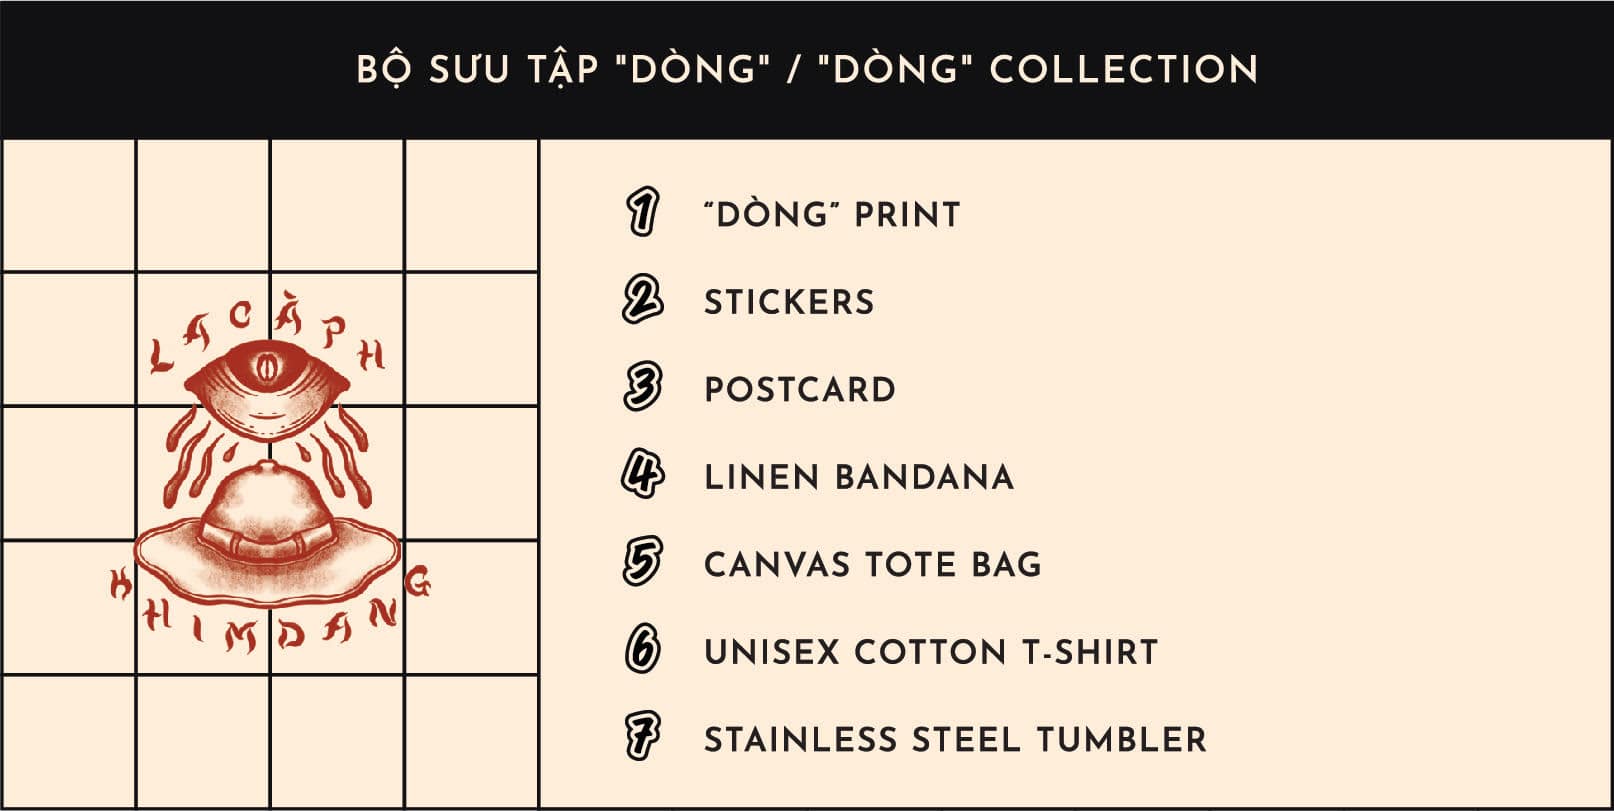 BỘ SƯU TẬP "DÒNG" / "DÒNG" COLLECTION
LACÀPH
KHIMDANG
1 “DÒNG” PRINT
2 STICKERS
3 POSTCARD
4 LINEN BANDANA
5 CANVAS TOTE BAG
6 UNISEX COTTON T-SHIRT
7 STAINLESS STEEL TUMBLER